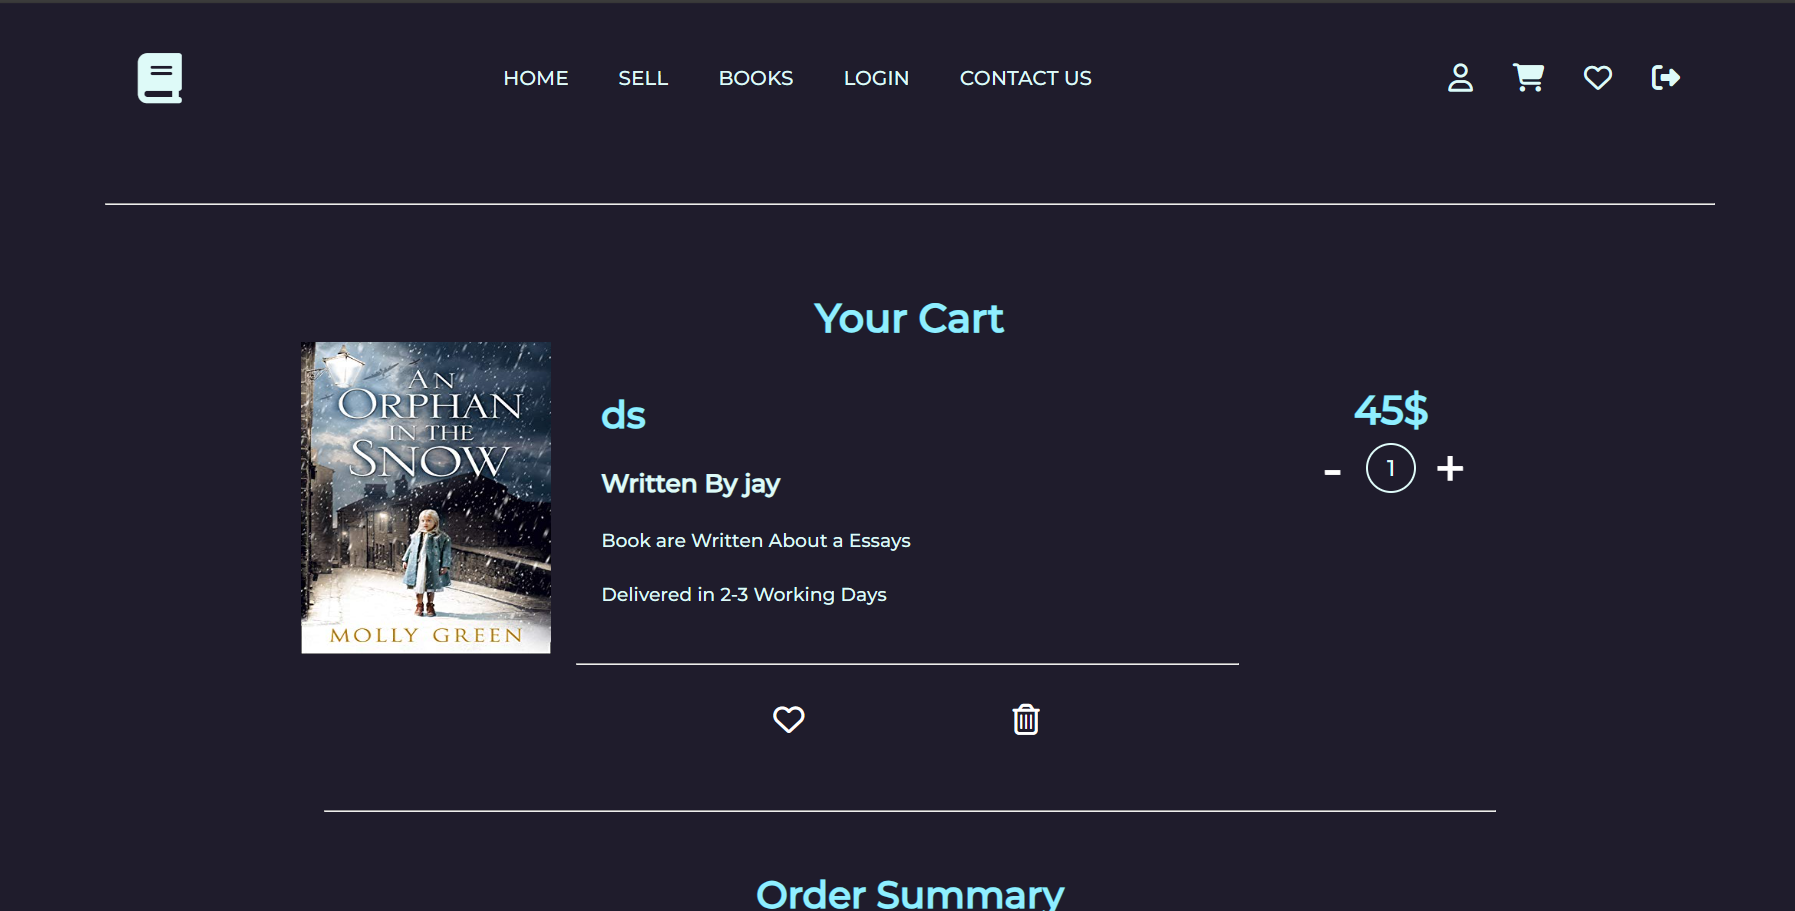 HOME SELL BOOKS LOGIN CONTACT US
Your Cart
AN
ORPHAN
IN THE
SNOW
MOLLY GREEN
ds
Written By jay
Book are Written About a Essays
Delivered in 2-3 Working Days
45$
- 1 +
Order Summary